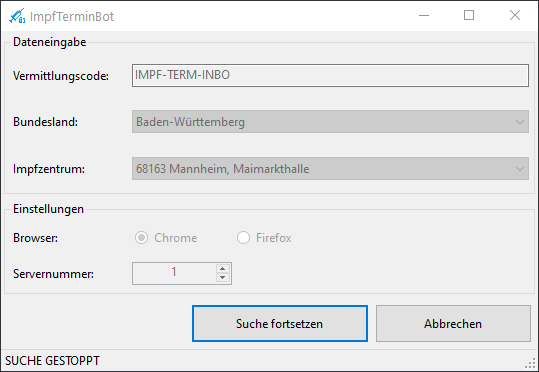 ImpfTerminBot
Dateneingabe
Vermittlungscode: IMPF-TERM-INBO
Bundesland: Baden-Württemberg
Impfzentrum: 68163 Mannheim, Maimarkthalle
Einstellungen
Browser: Chrome Firefox
Servernummer: 1
Suche fortsetzen Abbrechen
SUCHE GESTOPPT